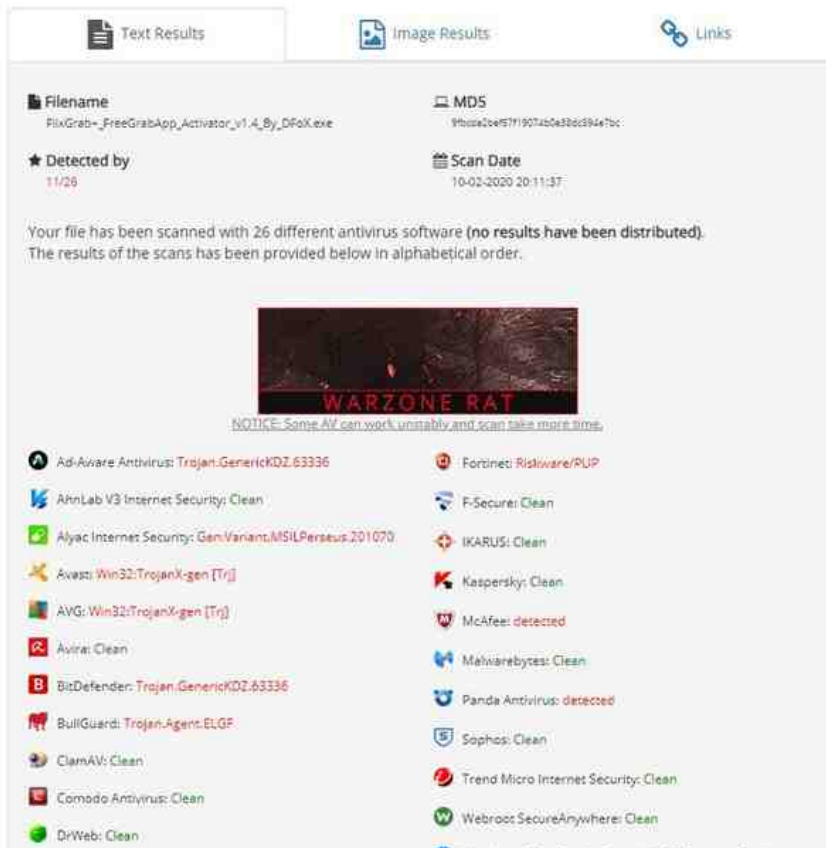 Text Results
Image Results
Links
Filename
FlixGrab+_FreeGrabApp_Activator_v1.4_By_DFoX.exe
MD5
Detected by
11/26
Scan Date
10-02-2020 20:11:37
Your file has been scanned with 26 different antivirus software (no results have been distributed).
The results of the scans has been provided below in alphabetical order.
WARZONE RAT
NOTICE: Some AV can work unstably and scan take more time.
Ad-Aware Antivirus: Trojan.GenericKDZ.63336
AhnLab V3 Internet Security: Clean
Alyac Internet Security: Gen:Variant.MSILPerseus.201070
Avast: Win32:TrojanX-gen [Trj]
AVG: Win32:TrojanX-gen [Trj]
Avira: Clean
BitDefender: Trojan.GenericKDZ.63336
BullGuard: Trojan.Agent.ELGF
ClamAV: Clean
Comodo Antivirus: Clean
DrWeb: Clean
Fortinet: Riskware/PUP
F-Secure: Clean
IKARUS: Clean
Kaspersky: Clean
McAfee: detected
Malwarebytes: Clean
Panda Antivirus: detected
Sophos: Clean
Trend Micro Internet Security: Clean
Webroot SecureAnywhere: Clean